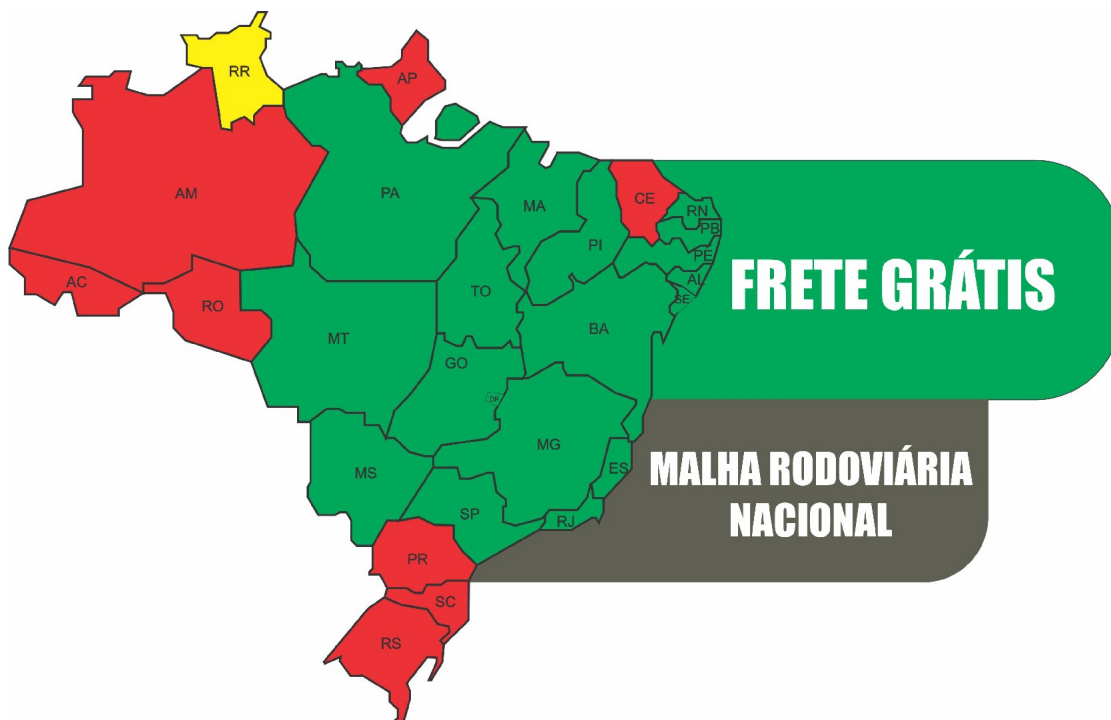 RR
AP
AM
PA
MA
CE
RN
PB
PI
PE
AL
SE
AC
RO
TO
BA
MT
GO
DF
MG
ES
MS
SP
RJ
PR
SC
RS
FRETE GRÁTIS
MALHA RODOVIÁRIA
NACIONAL